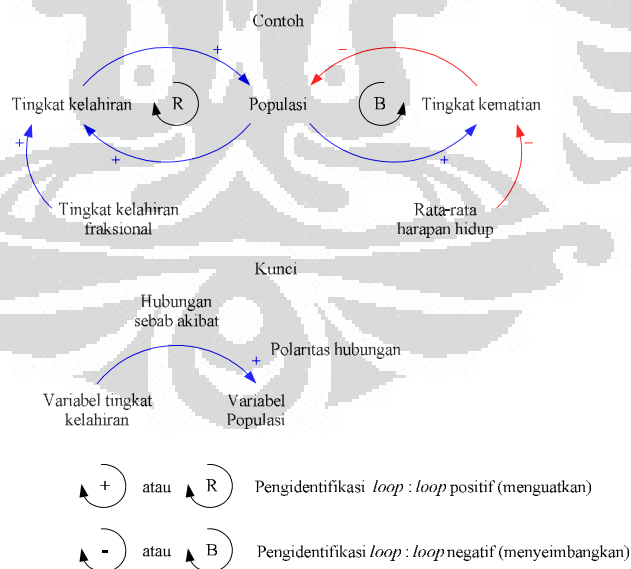 Contoh
+ −
Tingkat kelahiran R Populasi B Tingkat kematian
+ + + −
Tingkat kelahiran
fraksional
Rata-rata
harapan hidup
Kunci
Hubungan
sebab akibat
+ Polaritas hubungan
Variabel tingkat
kelahiran
Variabel
Populasi
+ atau R Pengidentifikasi loop : loop positif (menguatkan)
- atau B Pengidentifikasi loop : loop negatif (menyeimbangkan)